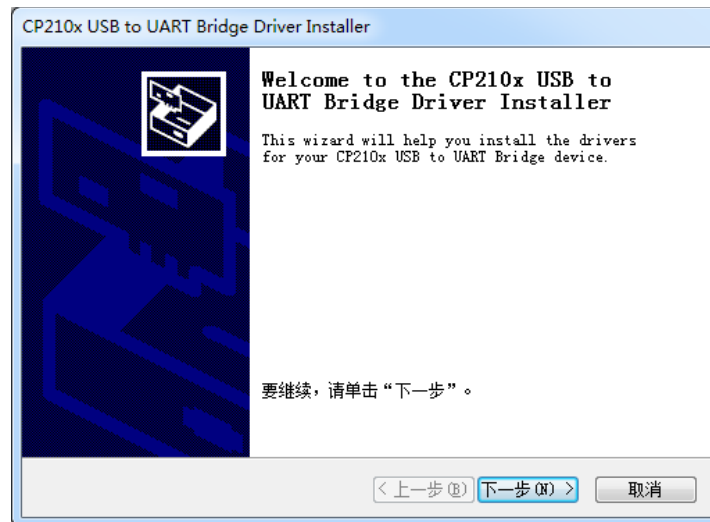 CP210x USB to UART Bridge Driver Installer
Welcome to the CP210x USB to
UART Bridge Driver Installer
This wizard will help you install the drivers
for your CP210x USB to UART Bridge device.
要继续，请单击“下一步”。
< 上一步(B) 下一步(N) > 取消